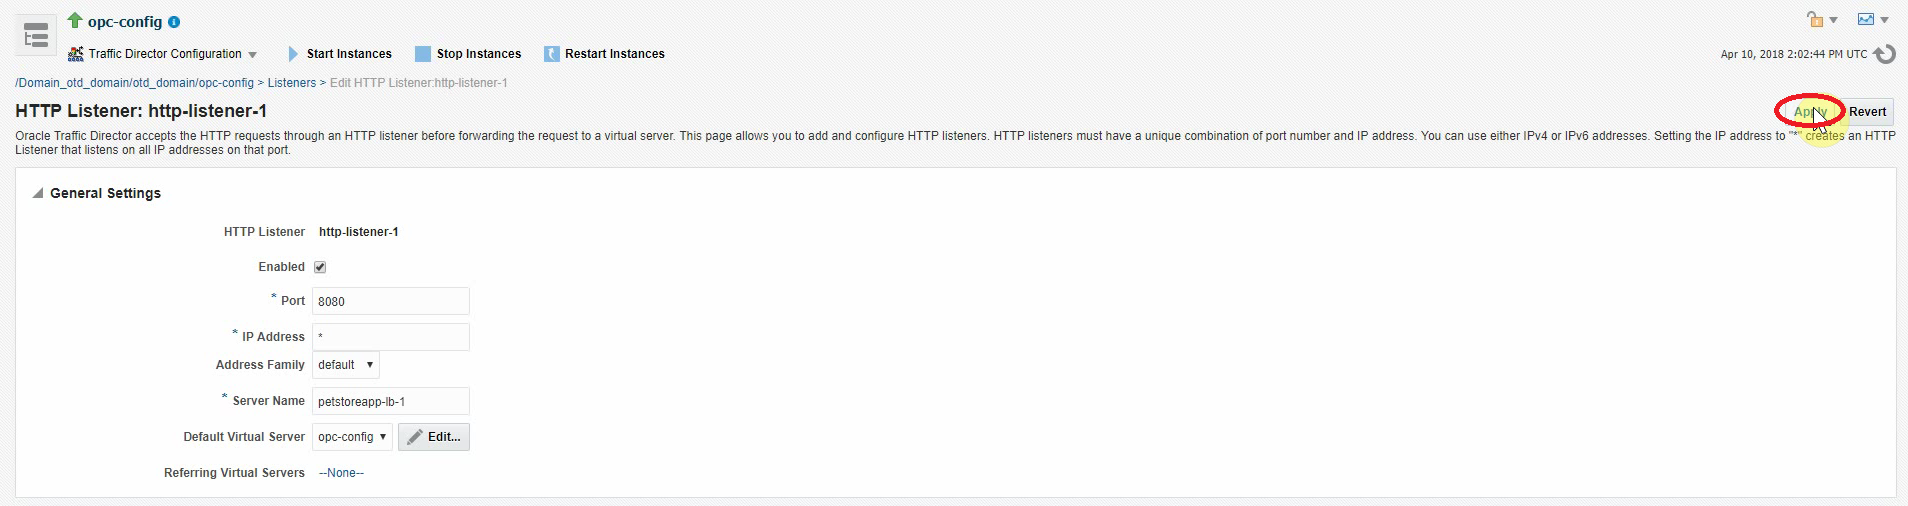 opc-config
Traffic Director Configuration Start Instances Stop Instances Restart Instances Apr 10, 2018 2:02:44 PM UTC
/Domain_otd_domain/otd_domain/opc-config > Listeners > Edit HTTP Listener:http-listener-1
HTTP Listener: http-listener-1 Apply Revert
Oracle Traffic Director accepts the HTTP requests through an HTTP listener before forwarding the request to a virtual server. This page allows you to add and configure HTTP listeners. HTTP listeners must have a unique combination of port number and IP address. You can use either IPv4 or IPv6 addresses. Setting the IP address to "*" creates an HTTP
Listener that listens on all IP addresses on that port.
General Settings
HTTP Listener http-listener-1
Enabled
* Port 8080
* IP Address *
Address Family default
* Server Name petstoreapp-lb-1
Default Virtual Server opc-config Edit...
Referring Virtual Servers --None--